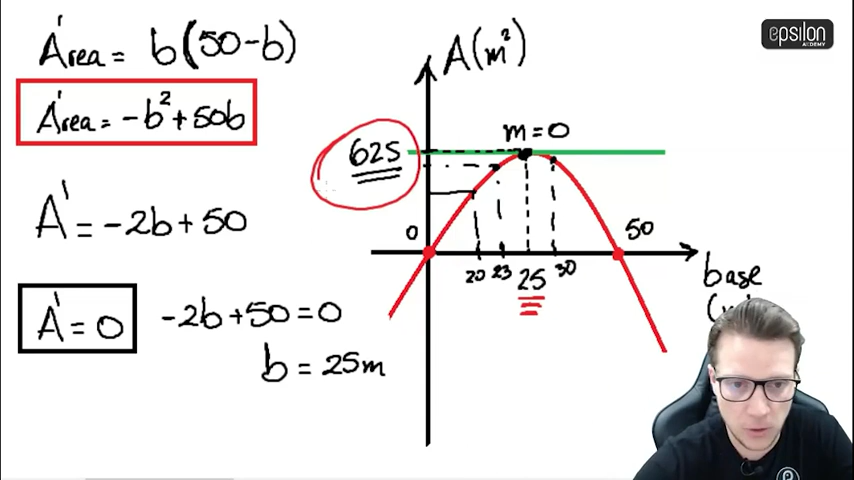 Área = b(50-b)
Área = -b²+50b
A' = -2b+50
A' = 0
-2b+50=0
b = 25m
epsilon
ACADEMY
A(m²)
m=0
625
0
50
20
23
25
30
base